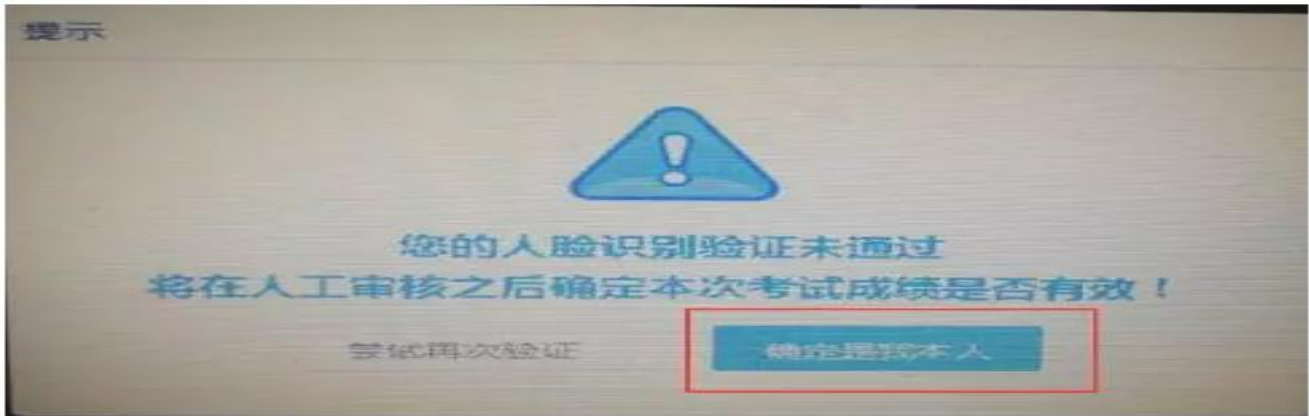 提示
您的人脸识别验证未通过
将在人工审核之后确定本次考试成绩是否有效！
尝试再次验证
确定是我本人